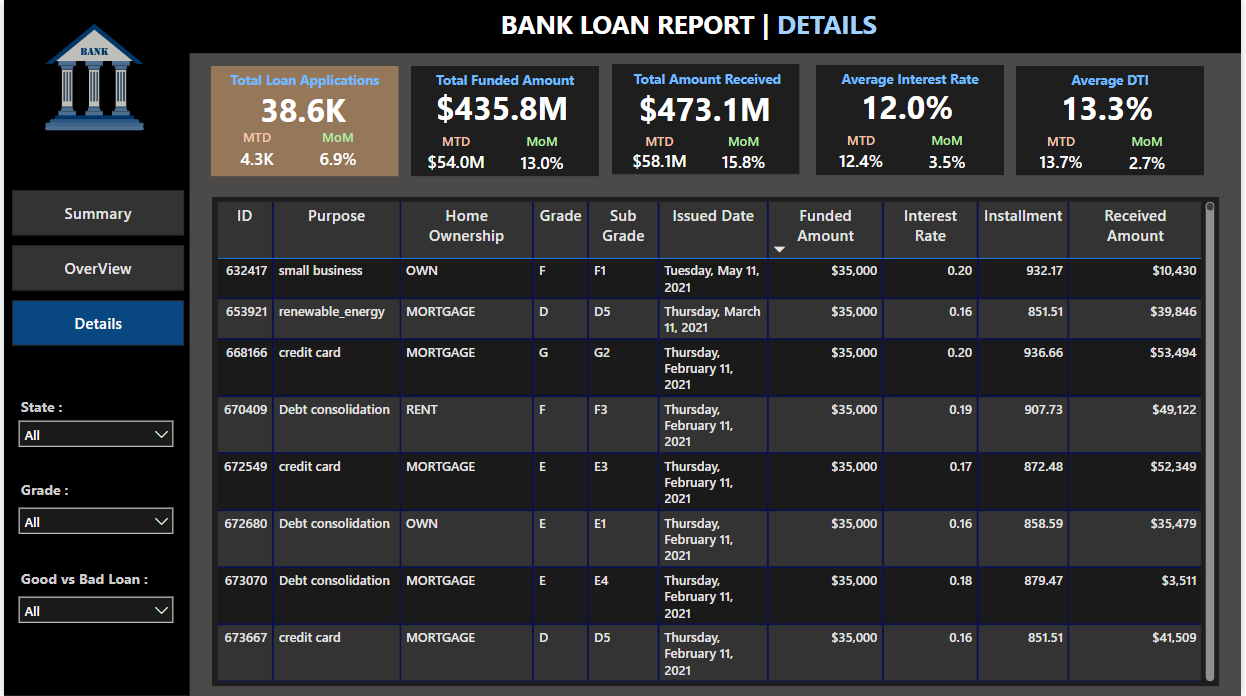 BANK LOAN REPORT | DETAILS
BANK
Total Loan Applications
38.6K
MTD MoM
4.3K 6.9%
Total Funded Amount
$435.8M
MTD MoM
$54.0M 13.0%
Total Amount Received
$473.1M
MTD MoM
$58.1M 15.8%
Average Interest Rate
12.0%
MTD MoM
12.4% 3.5%
Average DTI
13.3%
MTD MoM
13.7% 2.7%
Summary
OverView
Details
State :
All
Grade :
All
Good vs Bad Loan :
All
ID Purpose Home Grade Sub Issued Date Funded Interest Installment Received
Ownership Grade Amount Rate Amount
632417 small business OWN F F1 Tuesday, May 11, $35,000 0.20 932.17 $10,430
2021
653921 renewable_energy MORTGAGE D D5 Thursday, March $35,000 0.16 851.51 $39,846
11, 2021
668166 credit card MORTGAGE G G2 Thursday, $35,000 0.20 936.66 $53,494
February 11,
2021
670409 Debt consolidation RENT F F3 Thursday, $35,000 0.19 907.73 $49,122
February 11,
2021
672549 credit card MORTGAGE E E3 Thursday, $35,000 0.17 872.48 $52,349
February 11,
2021
672680 Debt consolidation OWN E E1 Thursday, $35,000 0.16 858.59 $35,479
February 11,
2021
673070 Debt consolidation MORTGAGE E E4 Thursday, $35,000 0.18 879.47 $3,511
February 11,
2021
673667 credit card MORTGAGE D D5 Thursday, $35,000 0.16 851.51 $41,509
February 11,
2021